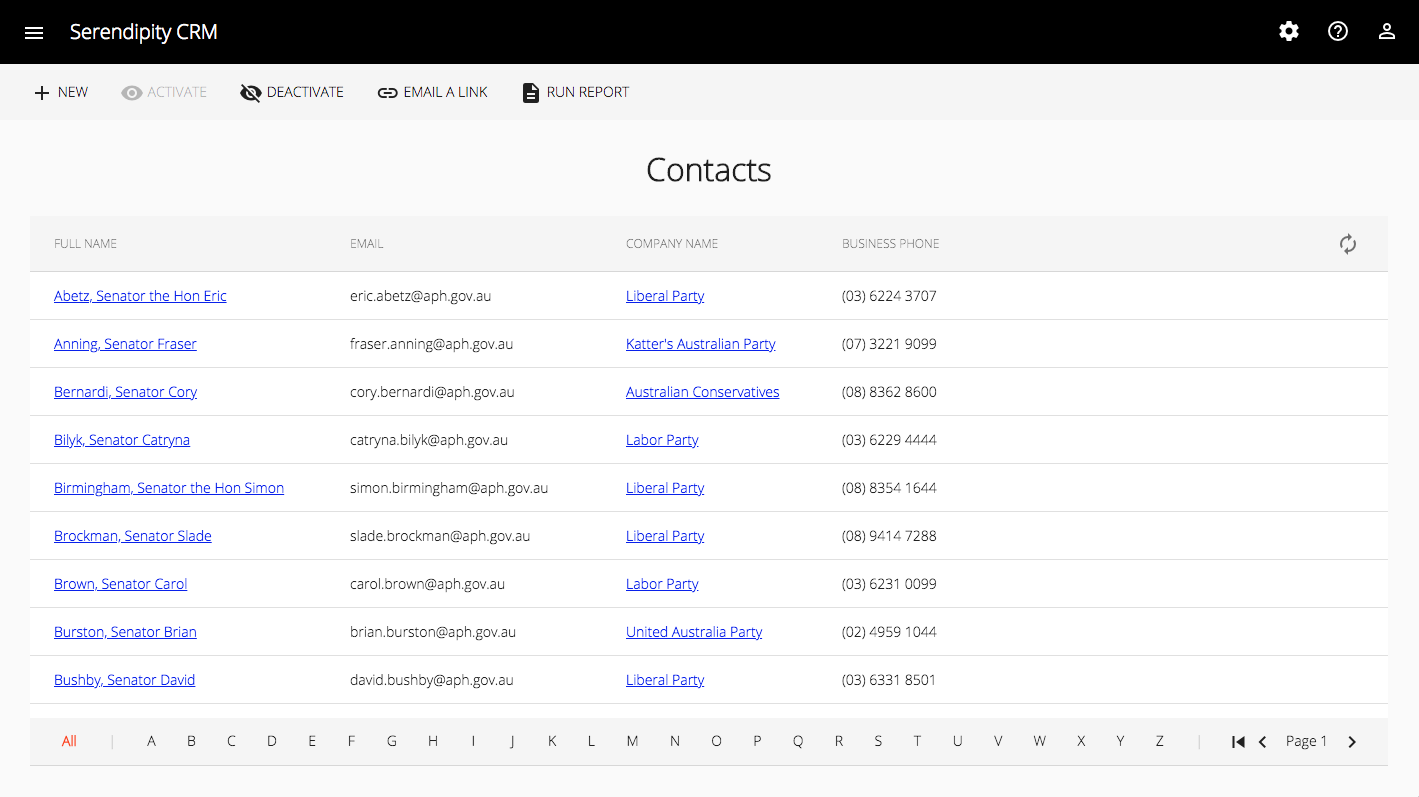 Serendipity CRM
NEW ACTIVATE DEACTIVATE EMAIL A LINK RUN REPORT
Contacts
FULL NAME EMAIL COMPANY NAME BUSINESS PHONE
Abetz, Senator the Hon Eric eric.abetz@aph.gov.au Liberal Party (03) 6224 3707
Anning, Senator Fraser fraser.anning@aph.gov.au Katter's Australian Party (07) 3221 9099
Bernardi, Senator Cory cory.bernardi@aph.gov.au Australian Conservatives (08) 8362 8600
Bilyk, Senator Catryna catryna.bilyk@aph.gov.au Labor Party (03) 6229 4444
Birmingham, Senator the Hon Simon simon.birmingham@aph.gov.au Liberal Party (08) 8354 1644
Brockman, Senator Slade slade.brockman@aph.gov.au Liberal Party (08) 9414 7288
Brown, Senator Carol carol.brown@aph.gov.au Labor Party (03) 6231 0099
Burston, Senator Brian brian.burston@aph.gov.au United Australia Party (02) 4959 1044
Bushby, Senator David david.bushby@aph.gov.au Liberal Party (03) 6331 8501
All | A B C D E F G H I J K L M N O P Q R S T U V W X Y Z | Page 1